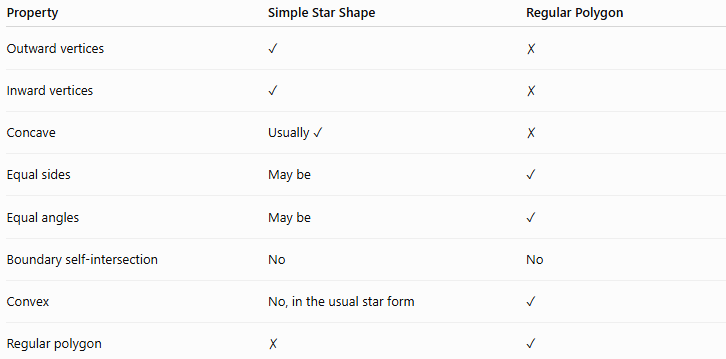 Property Simple Star Shape Regular Polygon
Outward vertices ✓ ✗
Inward vertices ✓ ✗
Concave Usually ✓ ✗
Equal sides May be ✓
Equal angles May be ✓
Boundary self-intersection No No
Convex No, in the usual star form ✓
Regular polygon ✗ ✓